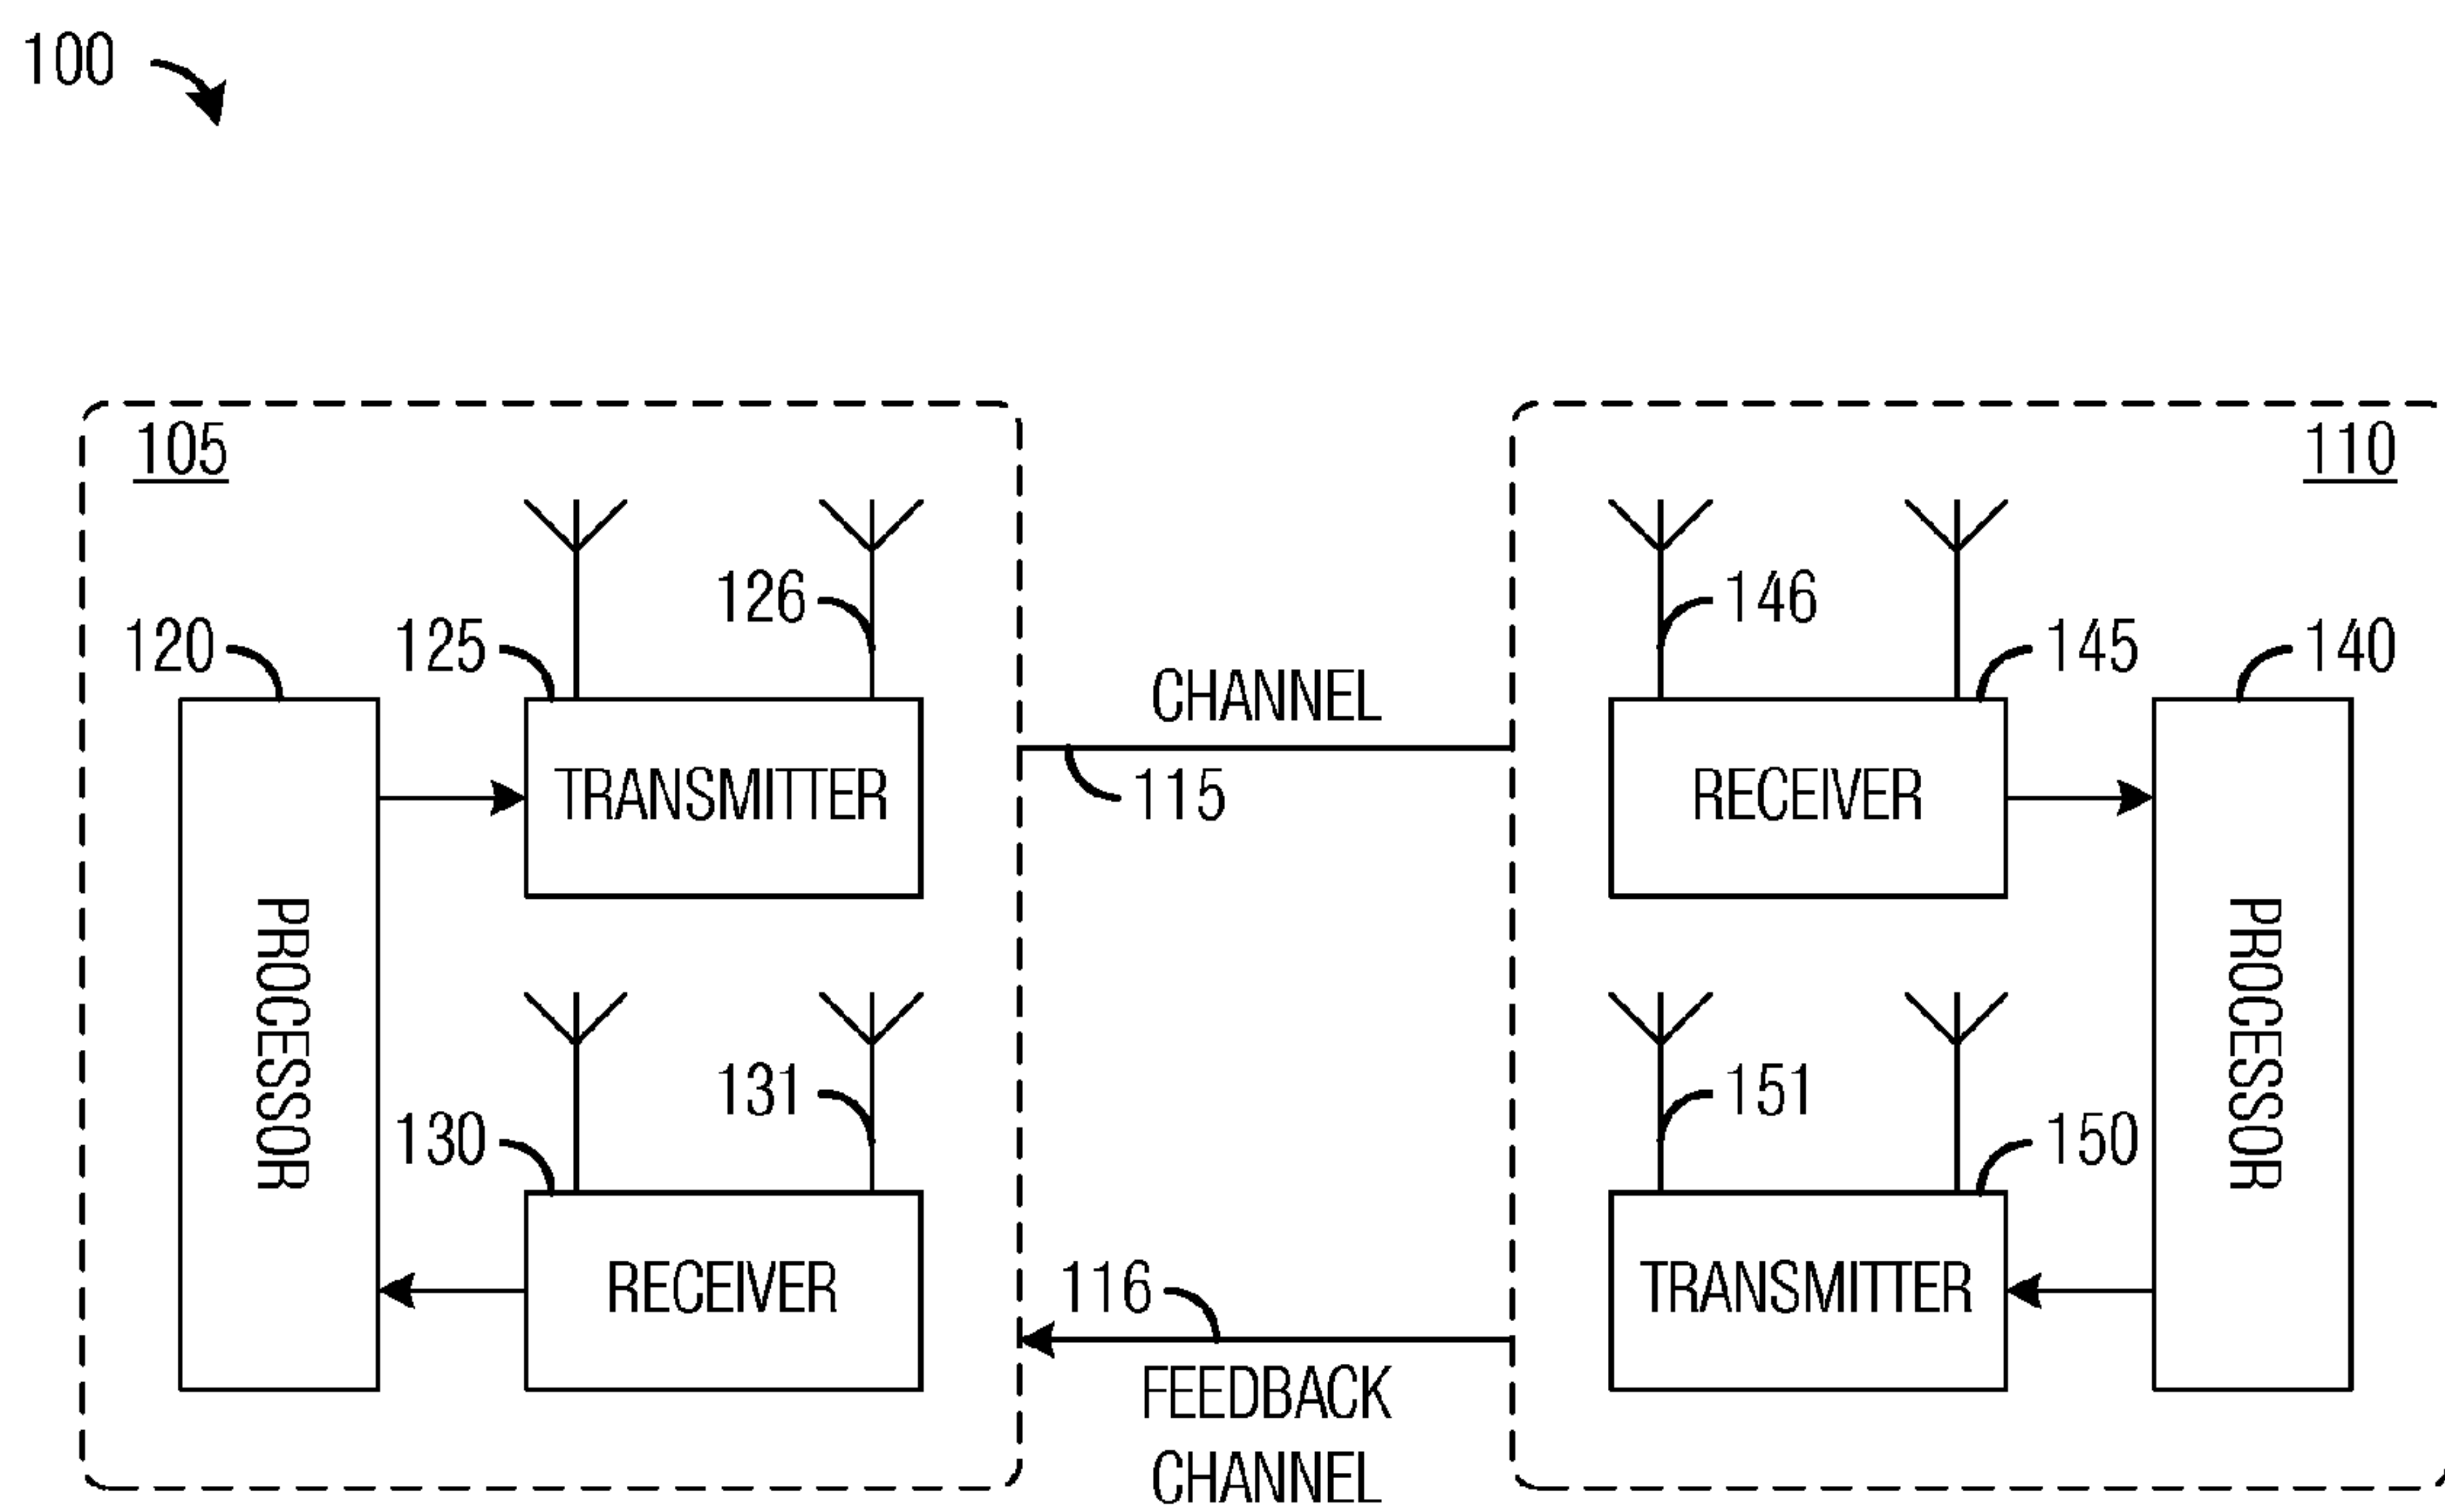 100
105
110
126
146
120
125
145
140
CHANNEL
TRANSMITTER
115
RECEIVER
PROCESSOR
PROCESSOR
131
151
130
150
116
RECEIVER
TRANSMITTER
FEEDBACK
CHANNEL